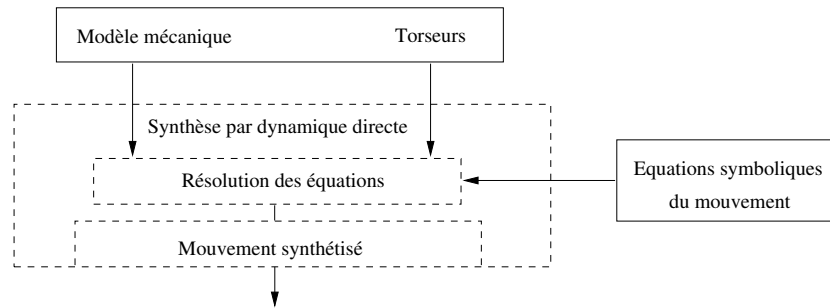 Modèle mécanique
Torseurs
Synthèse par dynamique directe
Résolution des équations
Equations symboliques
du mouvement
Mouvement synthétisé